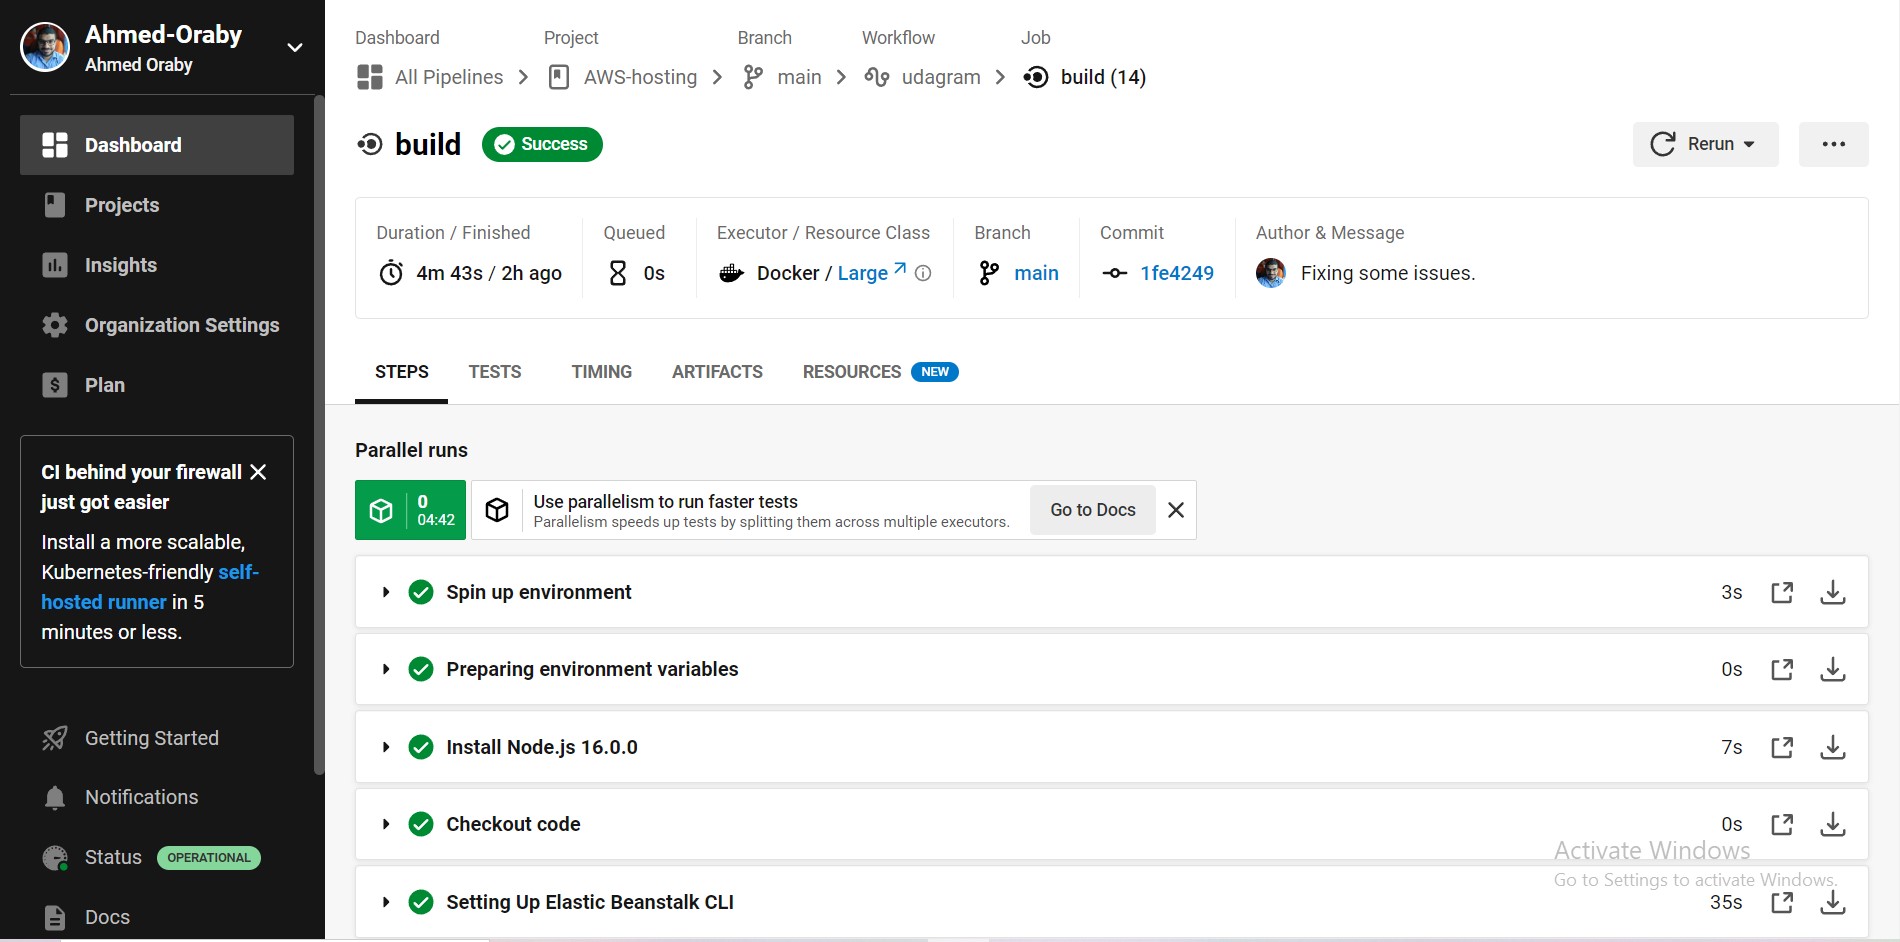 Ahmed-Oraby
Ahmed Oraby
Dashboard
Projects
Insights
Organization Settings
Plan
CI behind your firewall
just got easier
Install a more scalable,
Kubernetes-friendly self-
hosted runner in 5
minutes or less.
Getting Started
Notifications
Status OPERATIONAL
Docs
Dashboard Project Branch Workflow Job
All Pipelines AWS-hosting main udagram build (14)
build Success
Rerun
Duration / Finished Queued Executor / Resource Class Branch Commit Author & Message
4m 43s / 2h ago 0s Docker / Large main 1fe4249 Fixing some issues.
STEPS TESTS TIMING ARTIFACTS RESOURCES NEW
Parallel runs
0
04:42
Use parallelism to run faster tests
Parallelism speeds up tests by splitting them across multiple executors.
Go to Docs
Spin up environment 3s
Preparing environment variables 0s
Install Node.js 16.0.0 7s
Checkout code 0s
Activate Windows
Go to Settings to activate Windows.
Setting Up Elastic Beanstalk CLI 35s